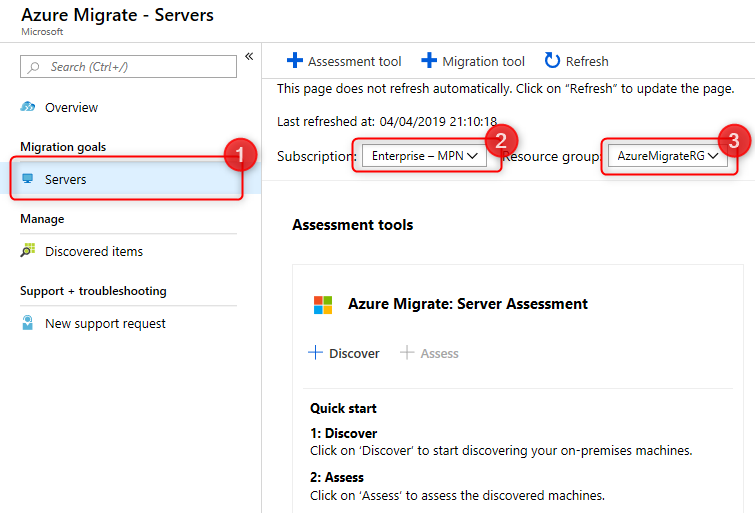 Azure Migrate - Servers
Microsoft
Search (Ctrl+/)
«
Overview
Migration goals
1
Servers
Manage
Discovered items
Support + troubleshooting
New support request
Assessment tool
Migration tool
Refresh
This page does not refresh automatically. Click on “Refresh” to update the page.
Last refreshed at: 04/04/2019 21:10:18
2
3
Subscription: Enterprise – MPN Resource group: AzureMigrateRG
Assessment tools
Azure Migrate: Server Assessment
Discover Assess
Quick start
1: Discover
Click on ‘Discover’ to start discovering your on-premises machines.
2: Assess
Click on ‘Assess’ to assess the discovered machines.